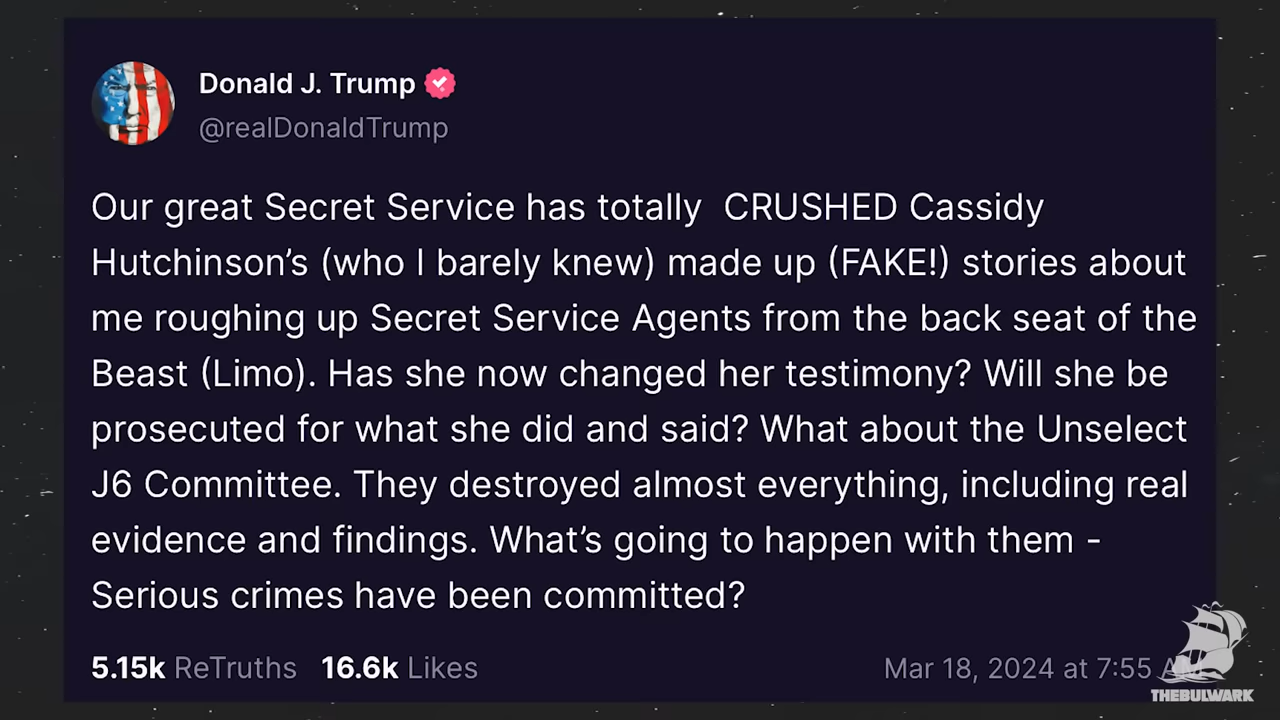 Donald J. Trump
@realDonaldTrump
Our great Secret Service has totally  CRUSHED Cassidy
Hutchinson’s (who I barely knew) made up (FAKE!) stories about
me roughing up Secret Service Agents from the back seat of the
Beast (Limo). Has she now changed her testimony? Will she be
prosecuted for what she did and said? What about the Unselect
J6 Committee. They destroyed almost everything, including real
evidence and findings. What’s going to happen with them -
Serious crimes have been committed?
5.15k ReTruths 16.6k Likes Mar 18, 2024 at 7:55 AM
THEBULWARK